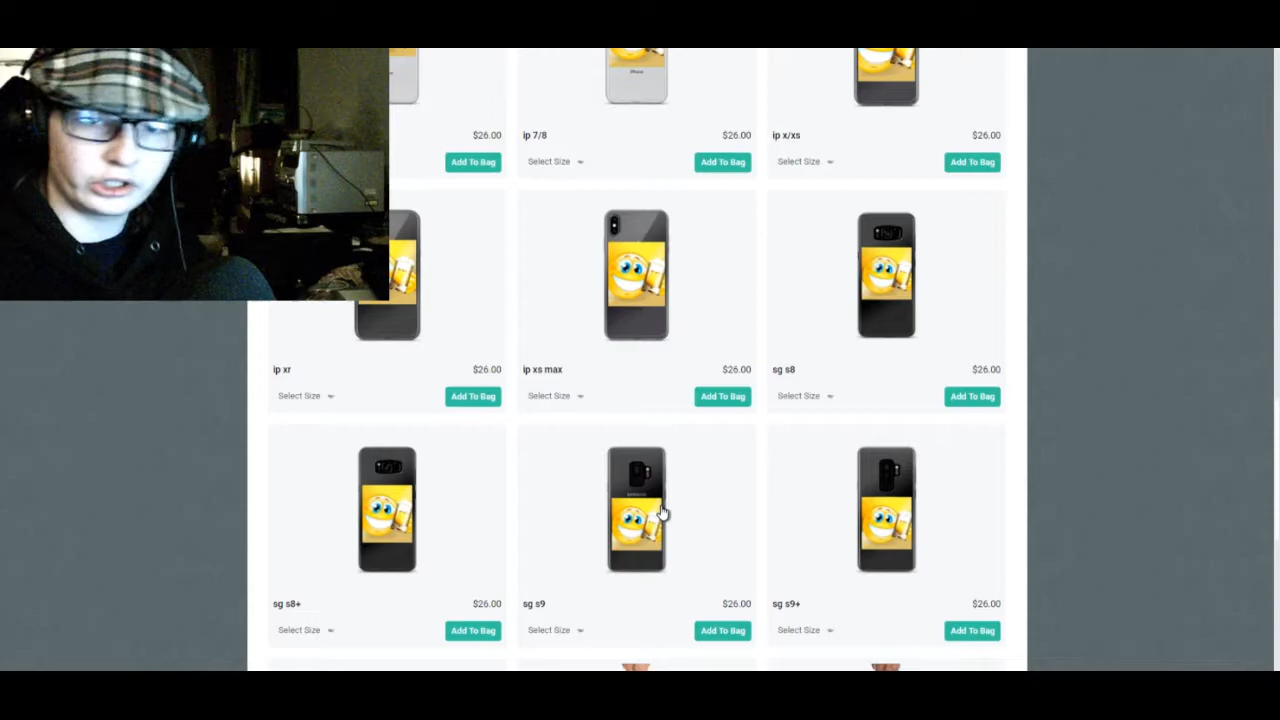 iPhone
$26.00
ip 7/8
$26.00
ip x/xs
$26.00
Add To Bag
Select Size
Add To Bag
Select Size
Add To Bag
ip xr
$26.00
ip xs max
$26.00
sg s8
$26.00
Select Size
Add To Bag
Select Size
Add To Bag
Select Size
Add To Bag
SAMSUNG
sg s8+
$26.00
sg s9
$26.00
sg s9+
$26.00
Select Size
Add To Bag
Select Size
Add To Bag
Select Size
Add To Bag